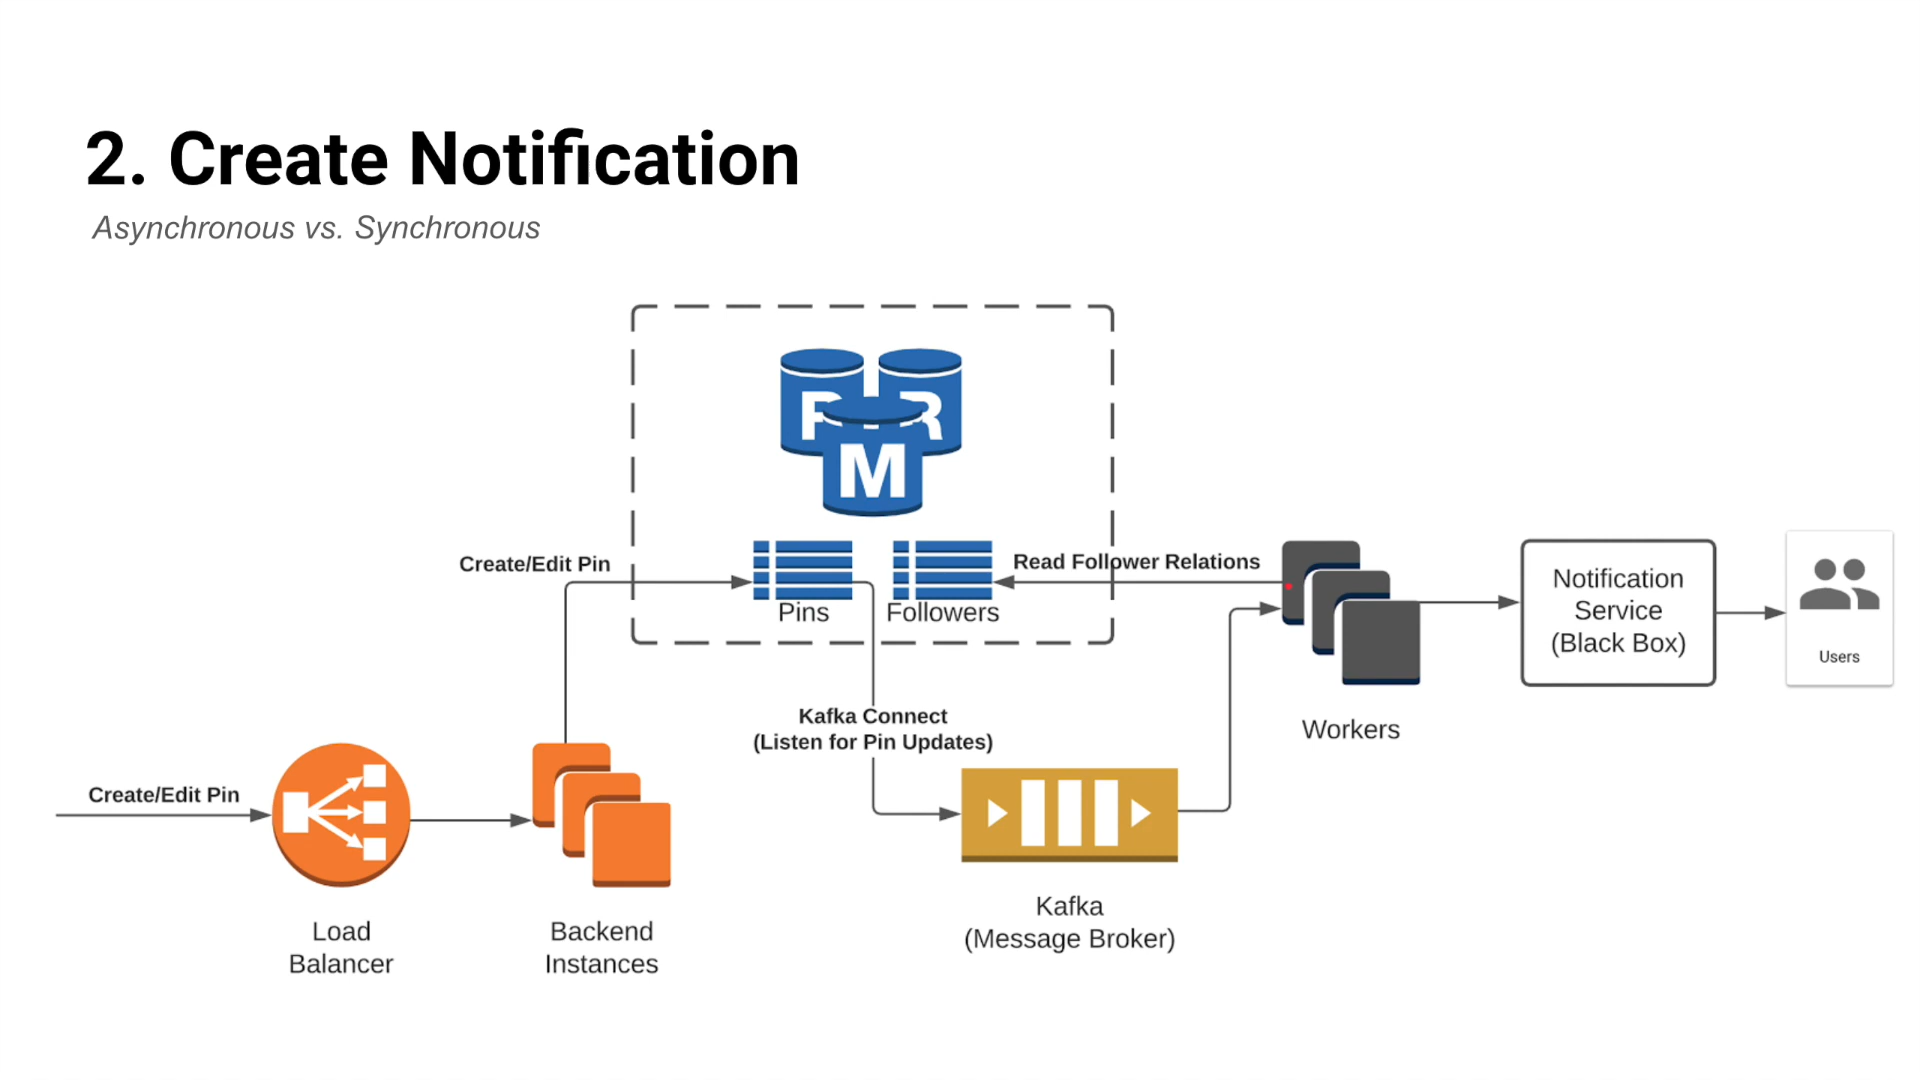 2. Create Notification
Asynchronous vs. Synchronous
R
R
M
Create/Edit Pin
Read Follower Relations
Pins
Followers
Notification
Service
(Black Box)
Users
Kafka Connect
(Listen for Pin Updates)
Workers
Create/Edit Pin
Load
Balancer
Backend
Instances
Kafka
(Message Broker)